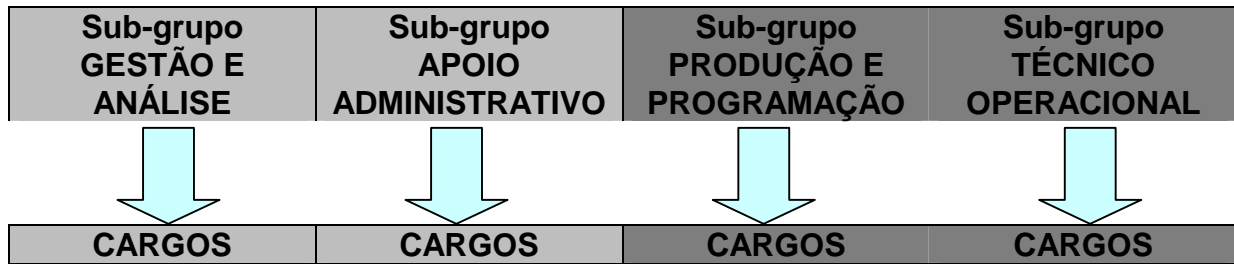 Sub-grupo
GESTÃO E
ANÁLISE
Sub-grupo
APOIO
ADMINISTRATIVO
Sub-grupo
PRODUÇÃO E
PROGRAMAÇÃO
Sub-grupo
TÉCNICO
OPERACIONAL
CARGOS
CARGOS
CARGOS
CARGOS